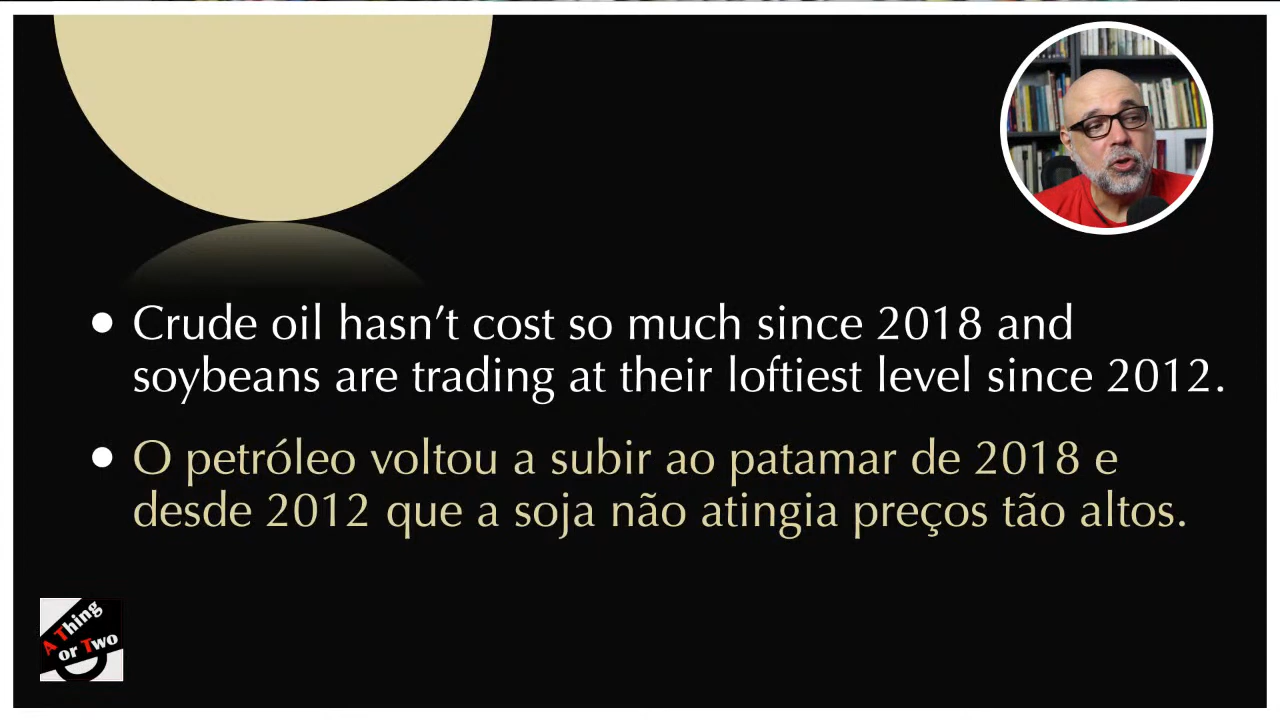 Crude oil hasn’t cost so much since 2018 and
soybeans are trading at their loftiest level since 2012.
O petróleo voltou a subir ao patamar de 2018 e
desde 2012 que a soja não atingia preços tão altos.
A Thing
or Two